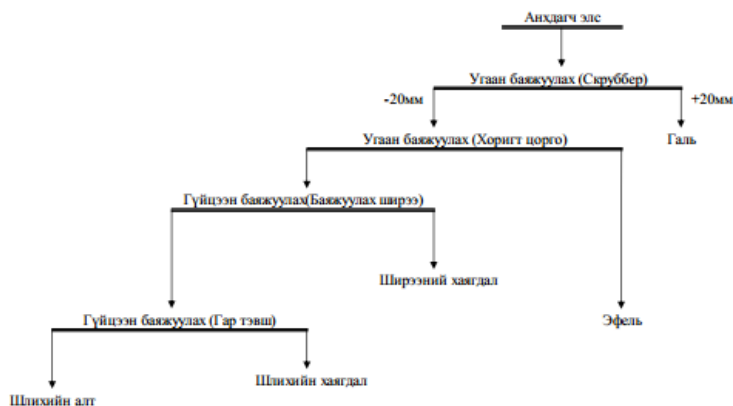 Анхдагч элс
Угаан баяжуулах (Скруббер)
-20мм
+20мм
Угаан баяжуулах (Хоригт цорго)
Галь
Гүйцээн баяжуулах(Баяжуулах ширээ)
Ширээний хаягдал
Гүйцээн баяжуулах (Гар тэвш)
Эфель
Шлихийн хаягдал
Шлихийн алт